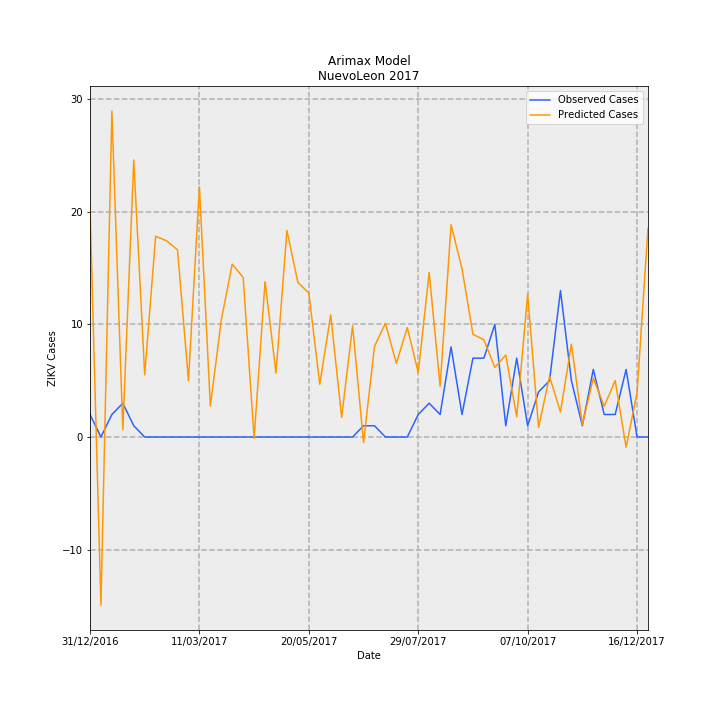 Arimax Model
NuevoLeon 2017
Observed Cases
Predicted Cases
30
20
10
0
−10
ZIKV Cases
31/12/2016 11/03/2017 20/05/2017 29/07/2017 07/10/2017 16/12/2017
Date